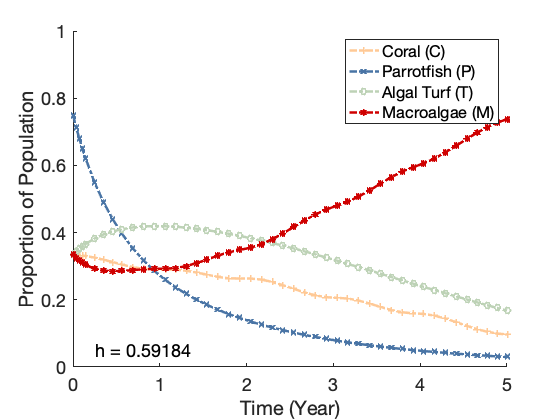 1
0.8
0.6
0.4
0.2
0
Proportion of Population
Coral (C)
Parrotfish (P)
Algal Turf (T)
Macroalgae (M)
h = 0.59184
0 1 2 3 4 5
Time (Year)